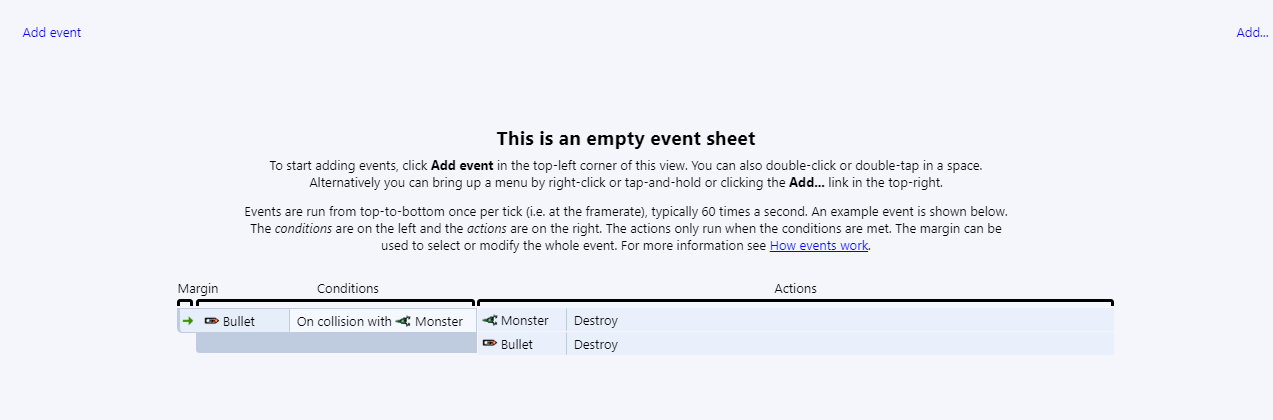 Add event
Add...
This is an empty event sheet
To start adding events, click Add event in the top-left corner of this view. You can also double-click or double-tap in a space.
Alternatively you can bring up a menu by right-click or tap-and-hold or clicking the Add... link in the top-right.
Events are run from top-to-bottom once per tick (i.e. at the framerate), typically 60 times a second. An example event is shown below.
The conditions are on the left and the actions are on the right. The actions only run when the conditions are met. The margin can be
used to select or modify the whole event. For more information see How events work.
Margin
Conditions
Actions
Bullet
On collision with Monster
Monster
Destroy
Bullet
Destroy